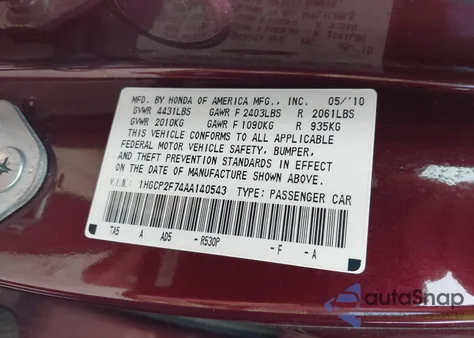 MFD. BY HONDA OF AMERICA MFG., INC. 05/'10
GVWR 4431LBS GAWR F 2403LBS R 2061LBS
GVWR 2010KG GAWR F 1090KG R 935KG
THIS VEHICLE CONFORMS TO ALL APPLICABLE
FEDERAL MOTOR VEHICLE SAFETY, BUMPER,
AND THEFT PREVENTION STANDARDS IN EFFECT
ON THE DATE OF MANUFACTURE SHOWN ABOVE.
V.I.N.: 1HGCP2F74AA140543 TYPE: PASSENGER CAR
TA5 A AD5 - R530P - F - A
autaSnap